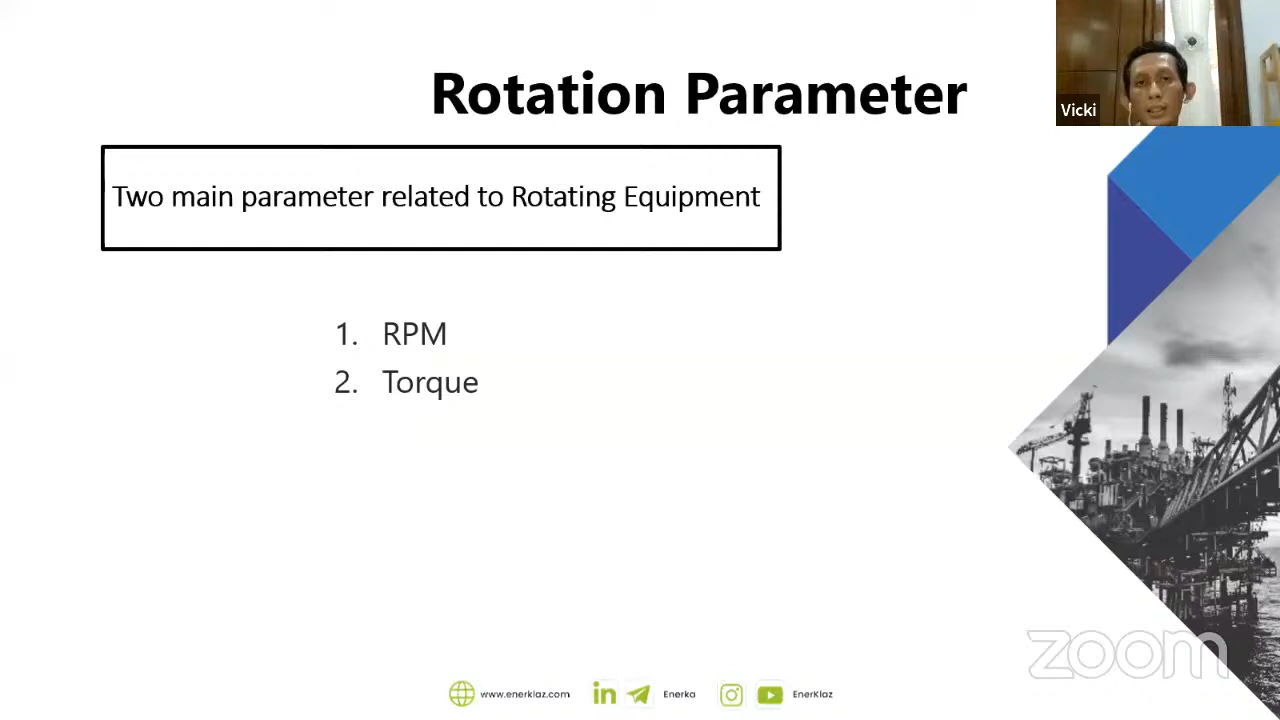 Rotation Parameter
Vicki
Two main parameter related to Rotating Equipment
1. RPM
2. Torque
zoom
www.enerklaz.com
Enerka
EnerKlaz